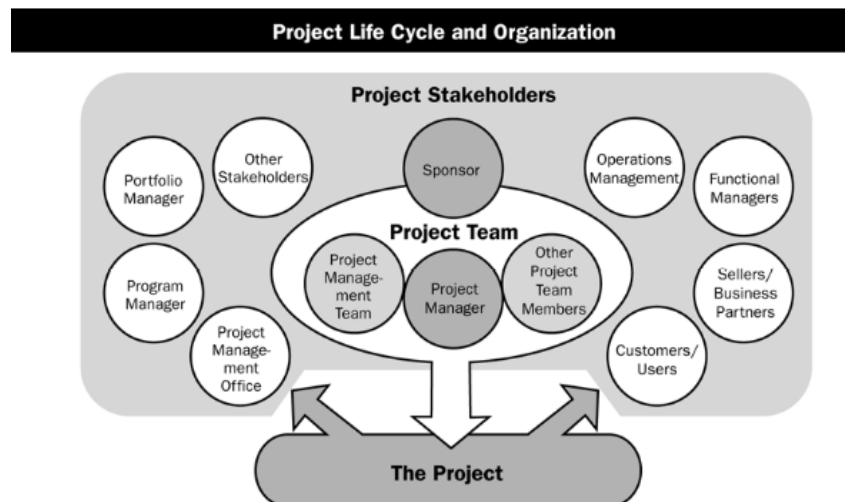 Project Life Cycle and Organization
Project Stakeholders
Portfolio
Manager
Other
Stakeholders
Sponsor
Operations
Management
Functional
Managers
Project Team
Program
Manager
Project
Manage-
ment
Team
Project
Manager
Other
Project
Team
Members
Sellers/
Business
Partners
Project
Manage-
ment
Office
Customers/
Users
The Project